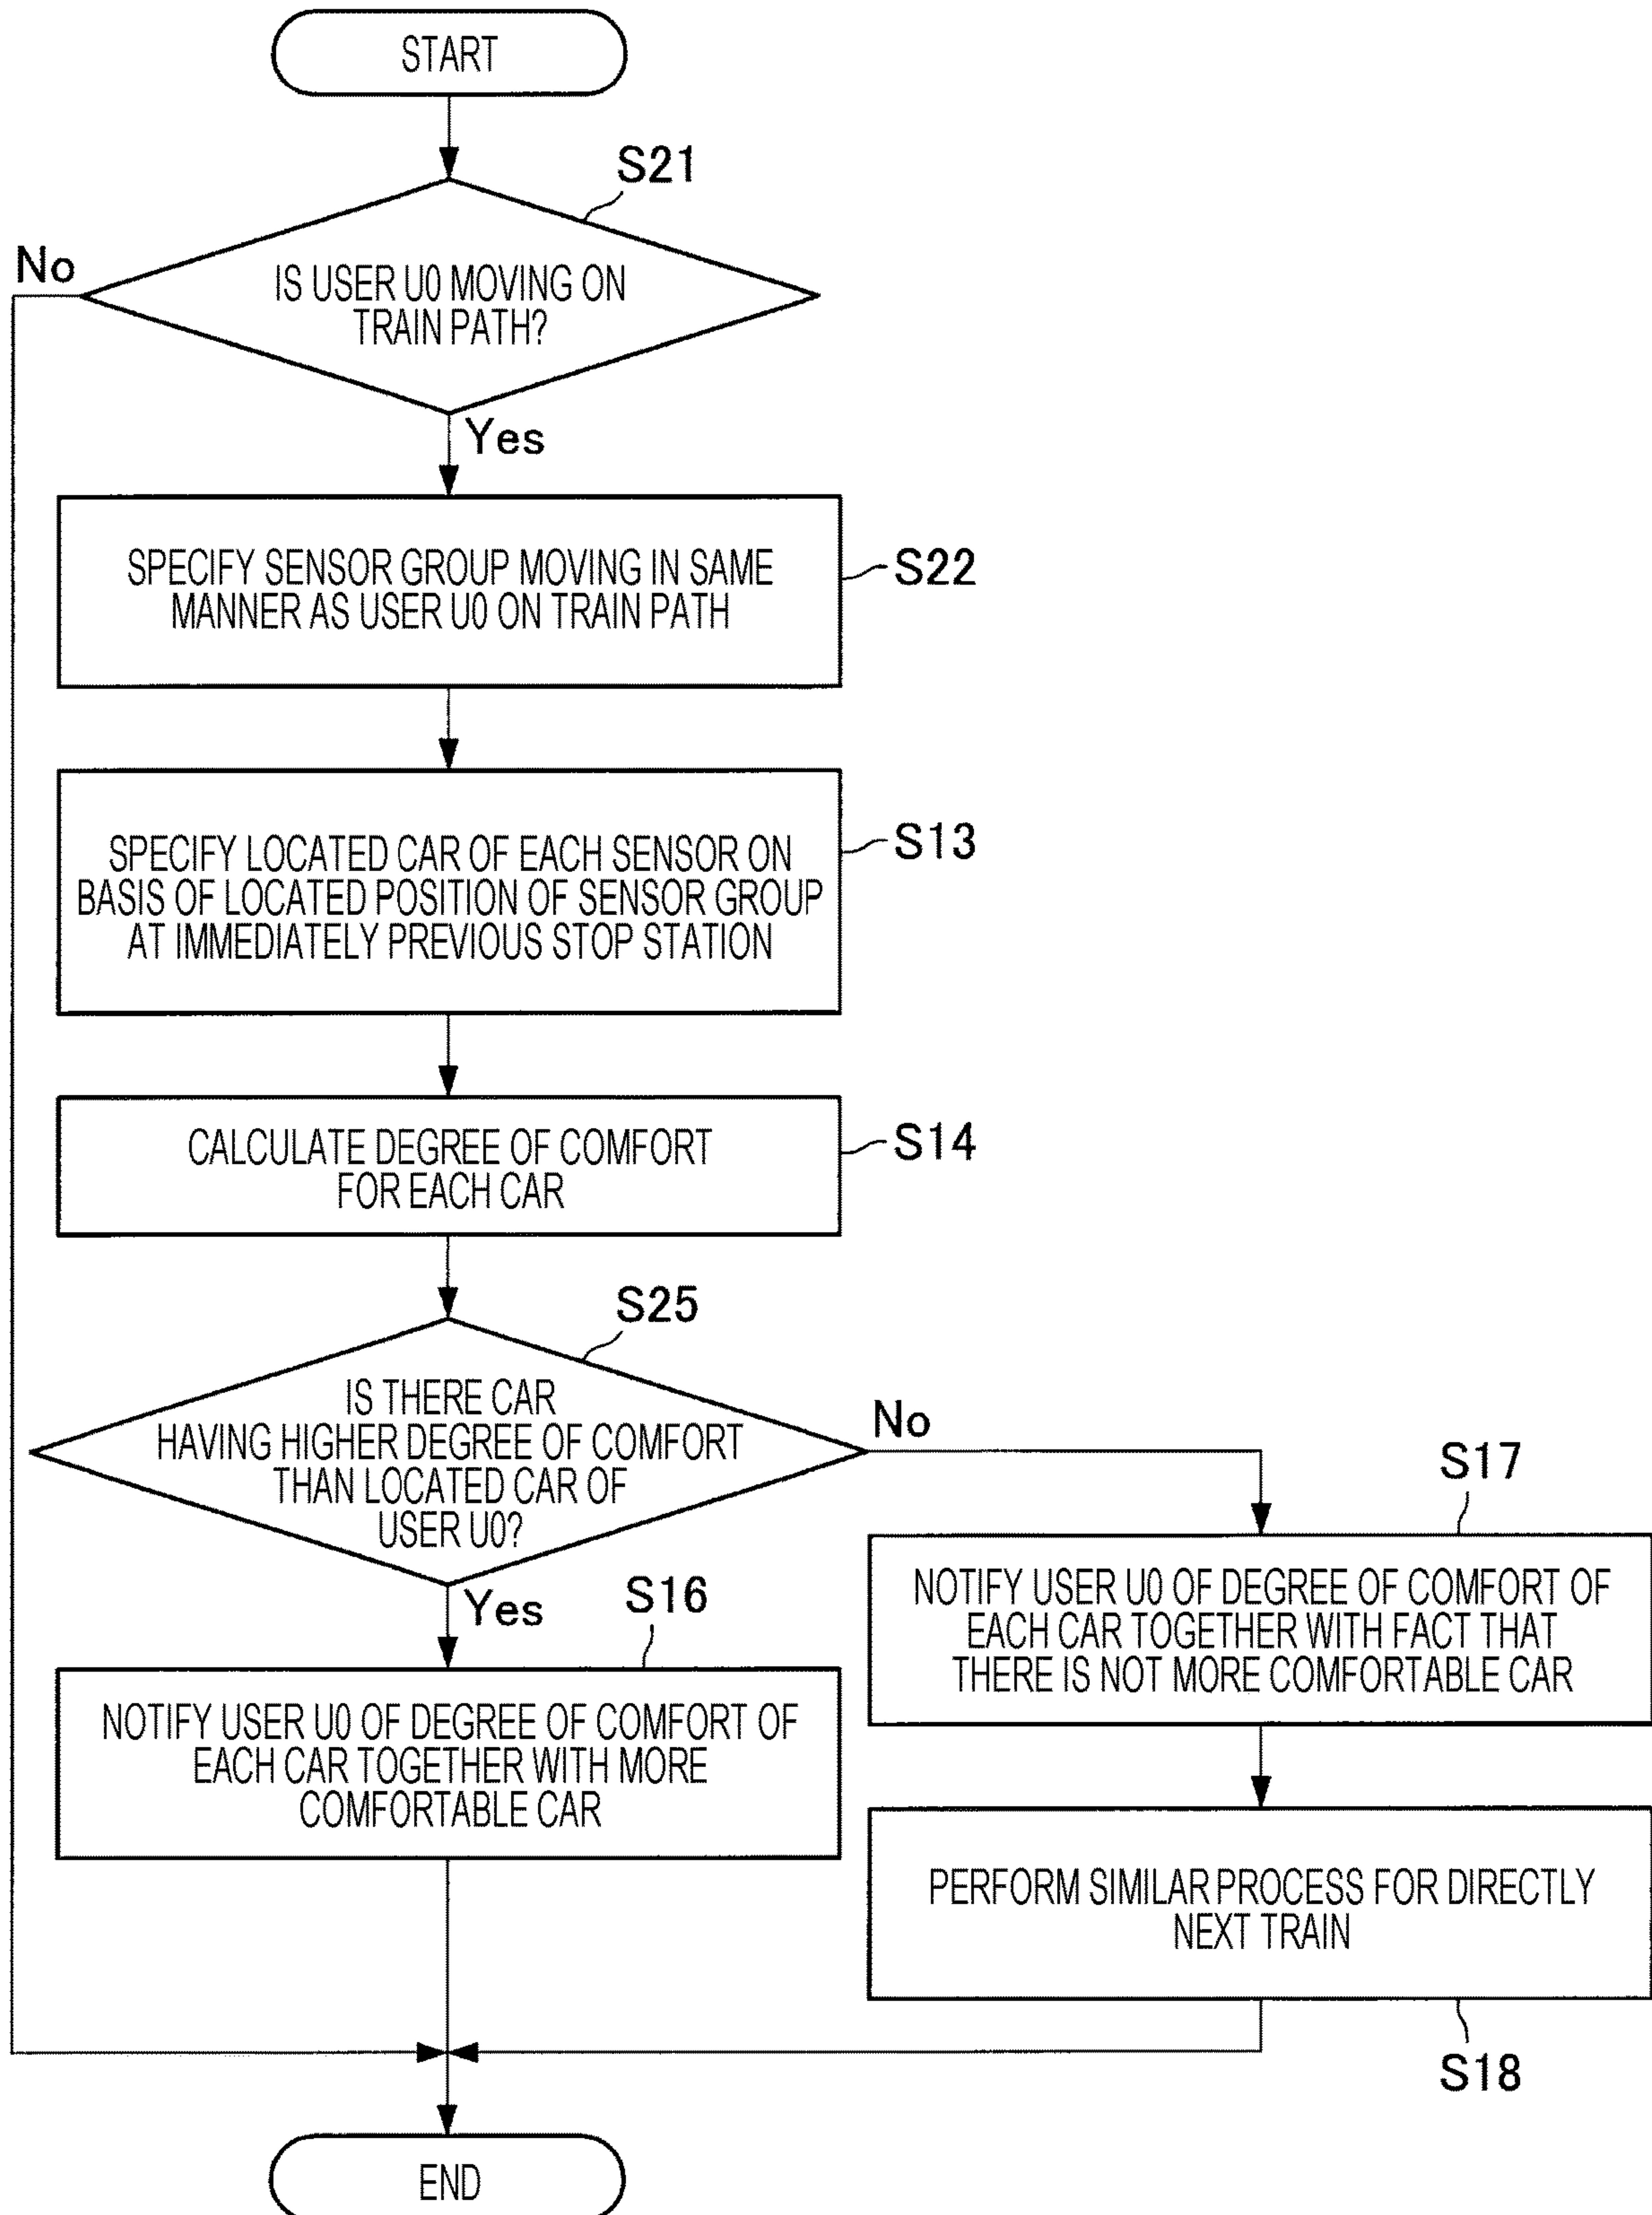 START
S21
No
IS USER U0 MOVING ON
TRAIN PATH?
Yes
SPECIFY SENSOR GROUP MOVING IN SAME
MANNER AS USER U0 ON TRAIN PATH
S22
SPECIFY LOCATED CAR OF EACH SENSOR ON
BASIS OF LOCATED POSITION OF SENSOR GROUP
AT IMMEDIATELY PREVIOUS STOP STATION
S13
CALCULATE DEGREE OF COMFORT
FOR EACH CAR
S14
S25
IS THERE CAR
HAVING HIGHER DEGREE OF COMFORT
THAN LOCATED CAR OF
USER U0?
No
Yes
S16
NOTIFY USER U0 OF DEGREE OF COMFORT OF
EACH CAR TOGETHER WITH MORE
COMFORTABLE CAR
S17
NOTIFY USER U0 OF DEGREE OF COMFORT OF
EACH CAR TOGETHER WITH FACT THAT
THERE IS NOT MORE COMFORTABLE CAR
PERFORM SIMILAR PROCESS FOR DIRECTLY
NEXT TRAIN
S18
END